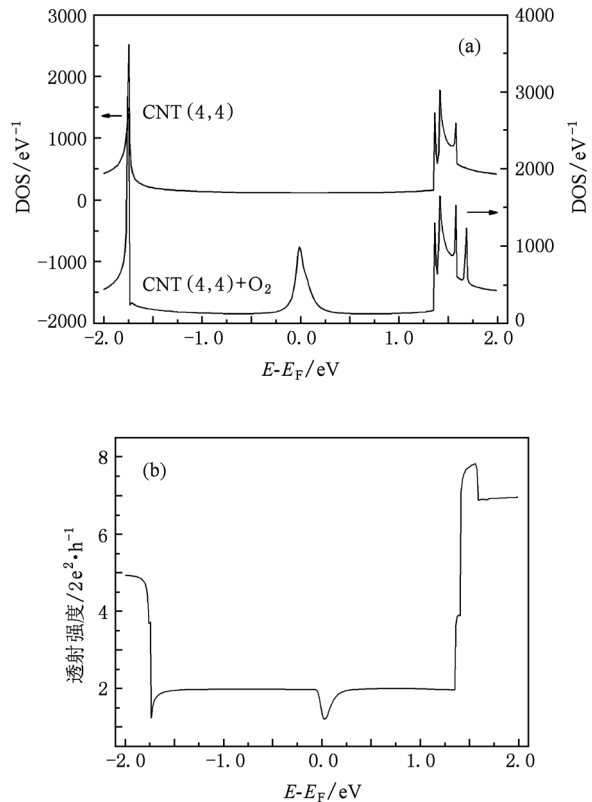 (a)
3000
2000
1000
0
-1000
-2000
DOS/eV⁻¹
CNT(4,4)
CNT(4,4)+O₂
4000
3000
2000
1000
0
DOS/eV⁻¹
-2.0 -1.0 0.0 1.0 2.0
E-E_F/eV
(b)
8
6
4
2
透射强度/2e²·h⁻¹
-2.0 -1.0 0.0 1.0 2.0
E-E_F/eV